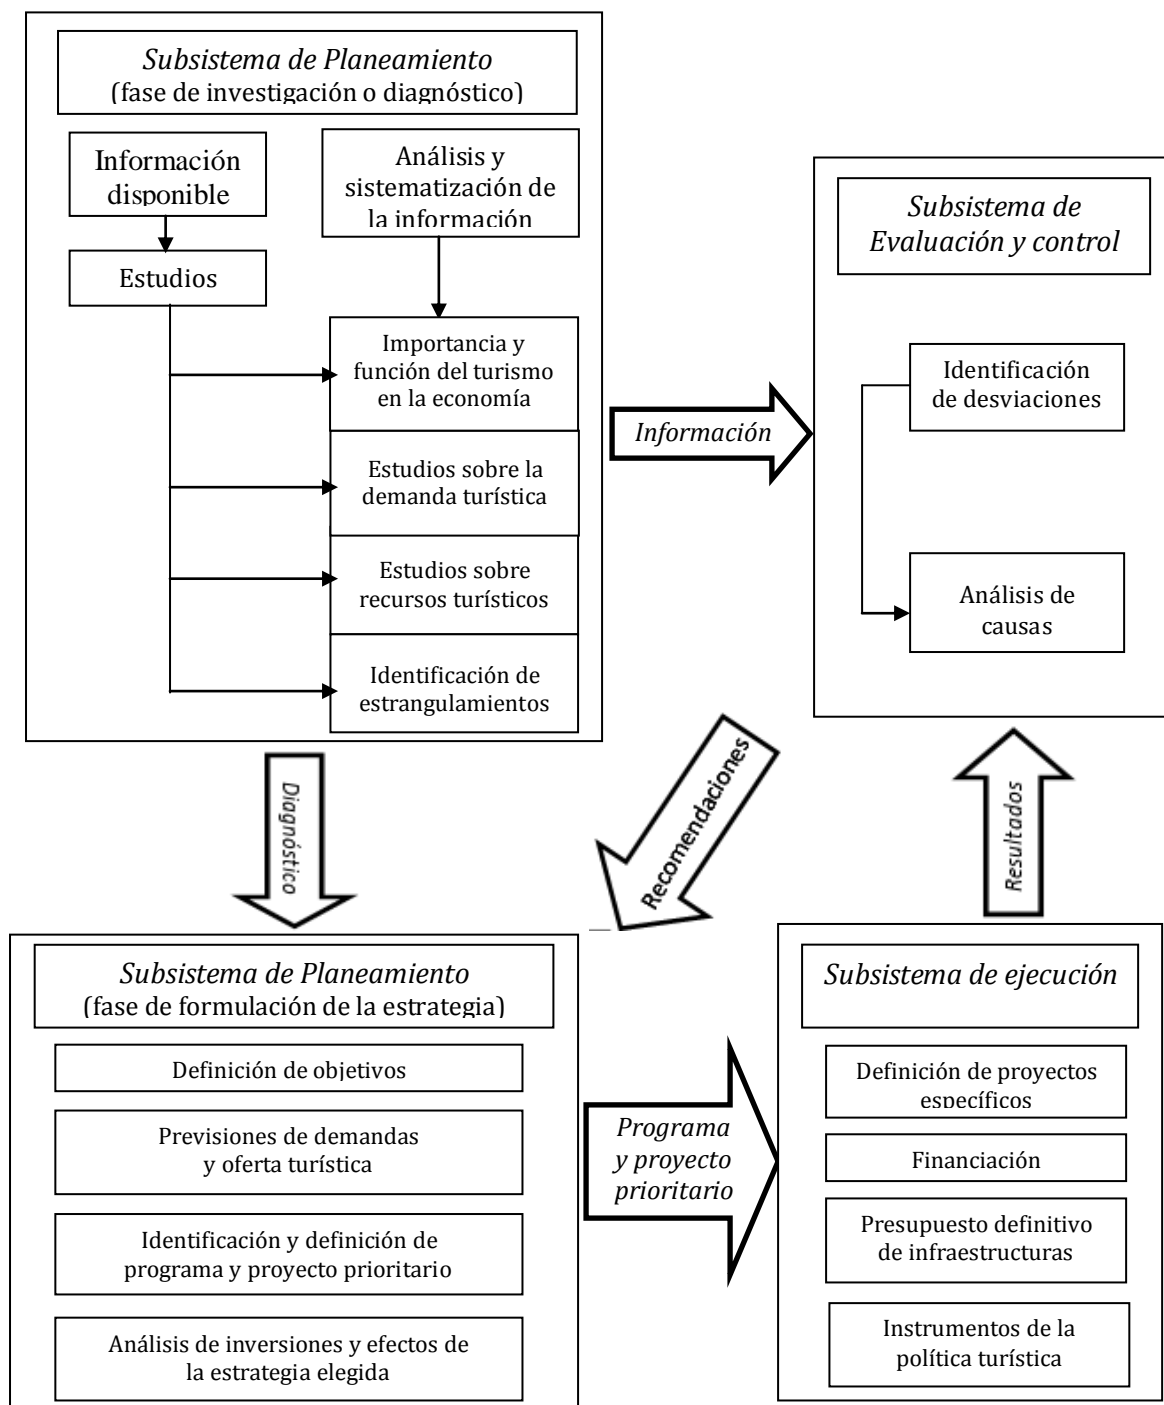 Subsistema de Planeamiento
(fase de investigación o diagnóstico)
Información
disponible
Análisis y
sistematización de
la información
Estudios
Importancia y
función del turismo
en la economía
Estudios sobre la
demanda turística
Estudios sobre
recursos turísticos
Identificación de
estrangulamientos
Información
Subsistema de
Evaluación y control
Identificación
de desviaciones
Análisis de
causas
Diagnóstico
Recomendaciones
Resultados
Subsistema de Planeamiento
(fase de formulación de la estrategia)
Definición de objetivos
Previsiones de demandas
y oferta turística
Identificación y definición de
programa y proyecto prioritario
Análisis de inversiones y efectos de
la estrategia elegida
Programa
y proyecto
prioritario
Subsistema de ejecución
Definición de proyectos
específicos
Financiación
Presupuesto definitivo
de infraestructuras
Instrumentos de la
política turística